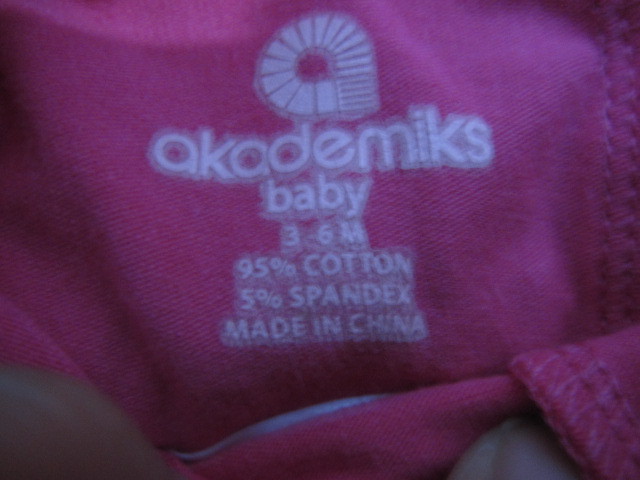 akademiks
baby
3-6M
95% COTTON
5% SPANDEX
MADE IN CHINA